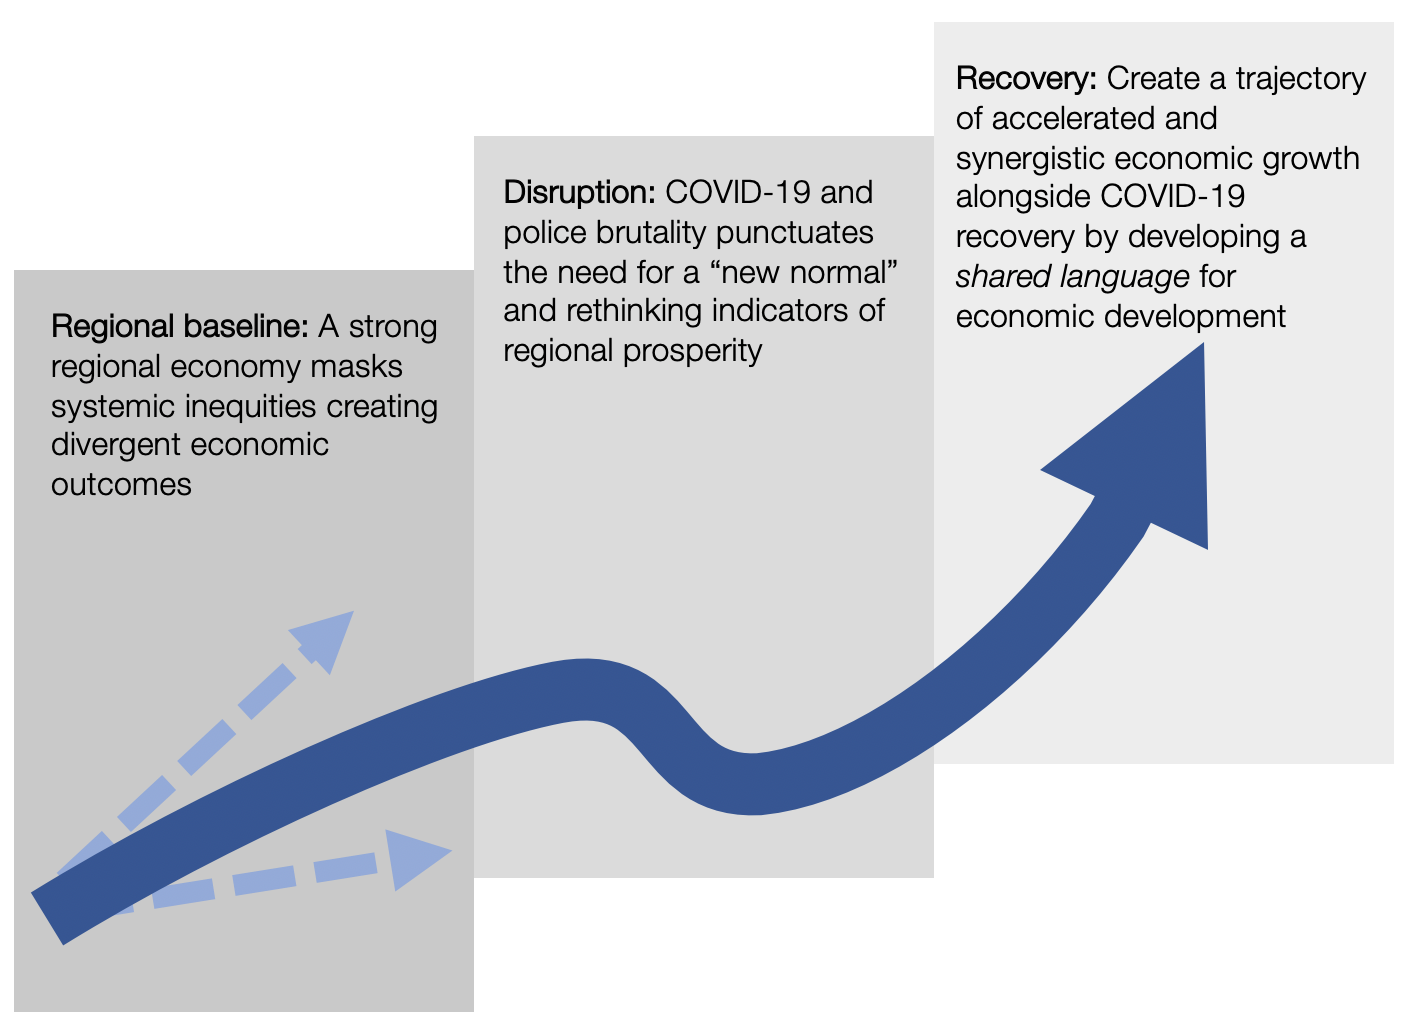 Regional baseline: A strong
regional economy masks
systemic inequities creating
divergent economic
outcomes
Disruption: COVID-19 and
police brutality punctuates
the need for a “new normal”
and rethinking indicators of
regional prosperity
Recovery: Create a trajectory
of accelerated and
synergistic economic growth
alongside COVID-19
recovery by developing a
shared language for
economic development